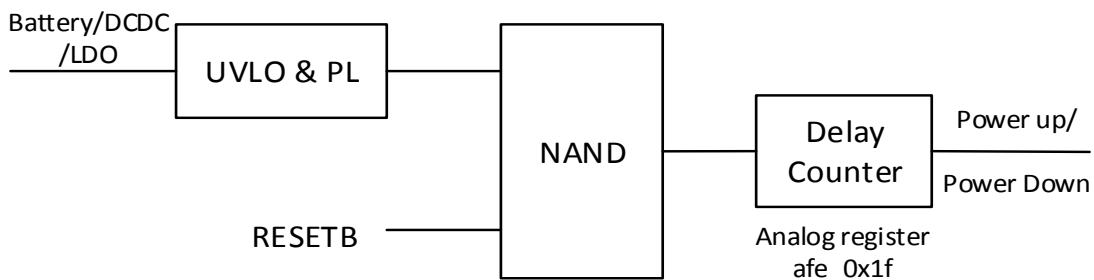 Battery/DCDC
/LDO
UVLO & PL
NAND
RESETB
Delay
Counter
Power up/
Power Down
Analog register
afe 0x1f